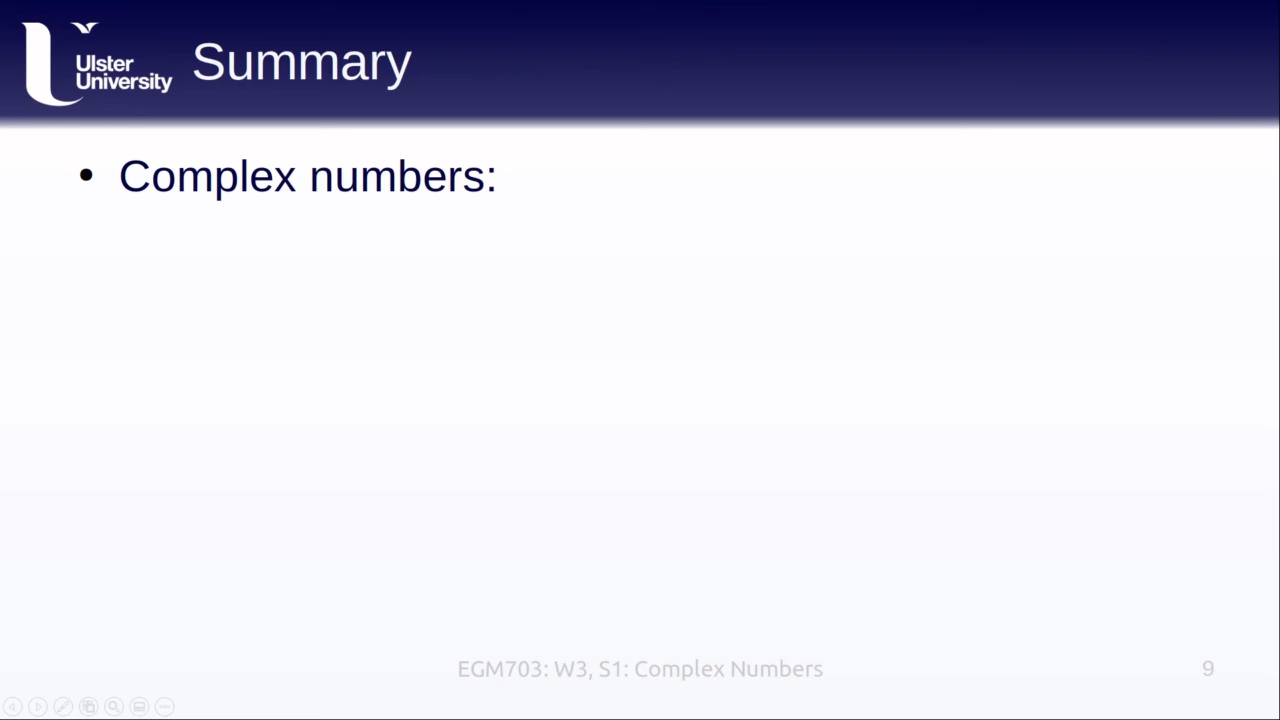 Ulster
University
Summary
• Complex numbers:
EGM703: W3, S1: Complex Numbers
9